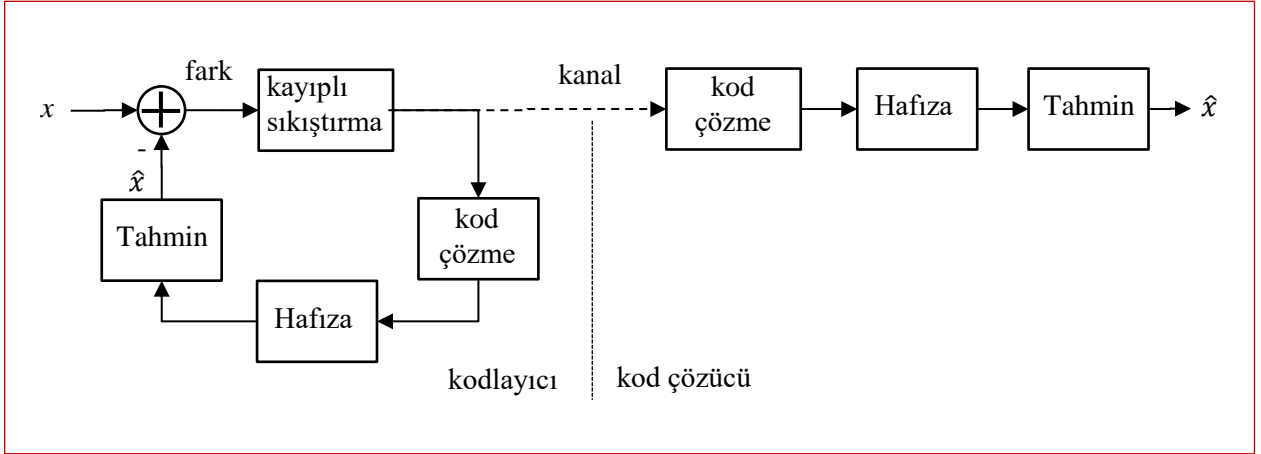 fark
kanal
x
kayıplı
sıkıştırma
kod
çözme
Hafıza
Tahmin
x̂
-
x̂
Tahmin
kod
çözme
Hafıza
kodlayıcı
kod çözücü